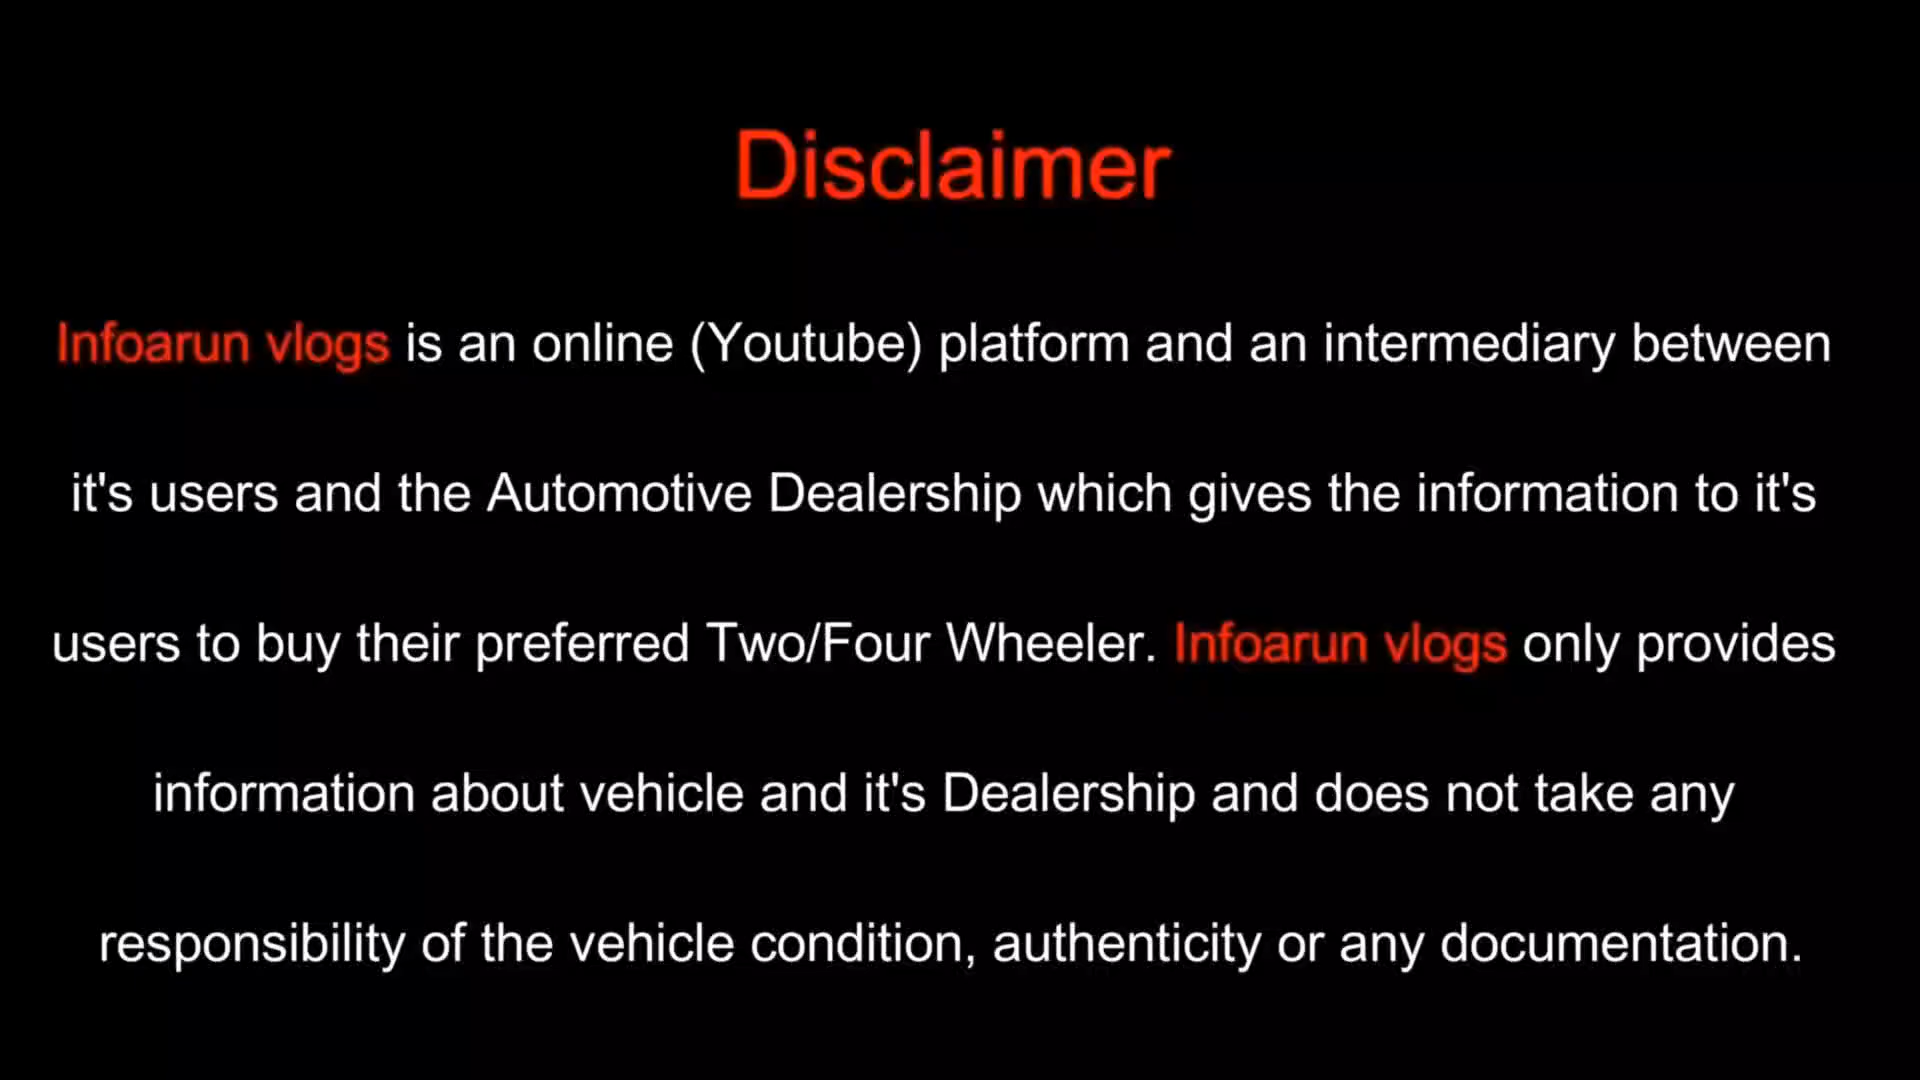 Disclaimer
Infoarun vlogs is an online (Youtube) platform and an intermediary between
it's users and the Automotive Dealership which gives the information to it's
users to buy their preferred Two/Four Wheeler. Infoarun vlogs only provides
information about vehicle and it's Dealership and does not take any
responsibility of the vehicle condition, authenticity or any documentation.